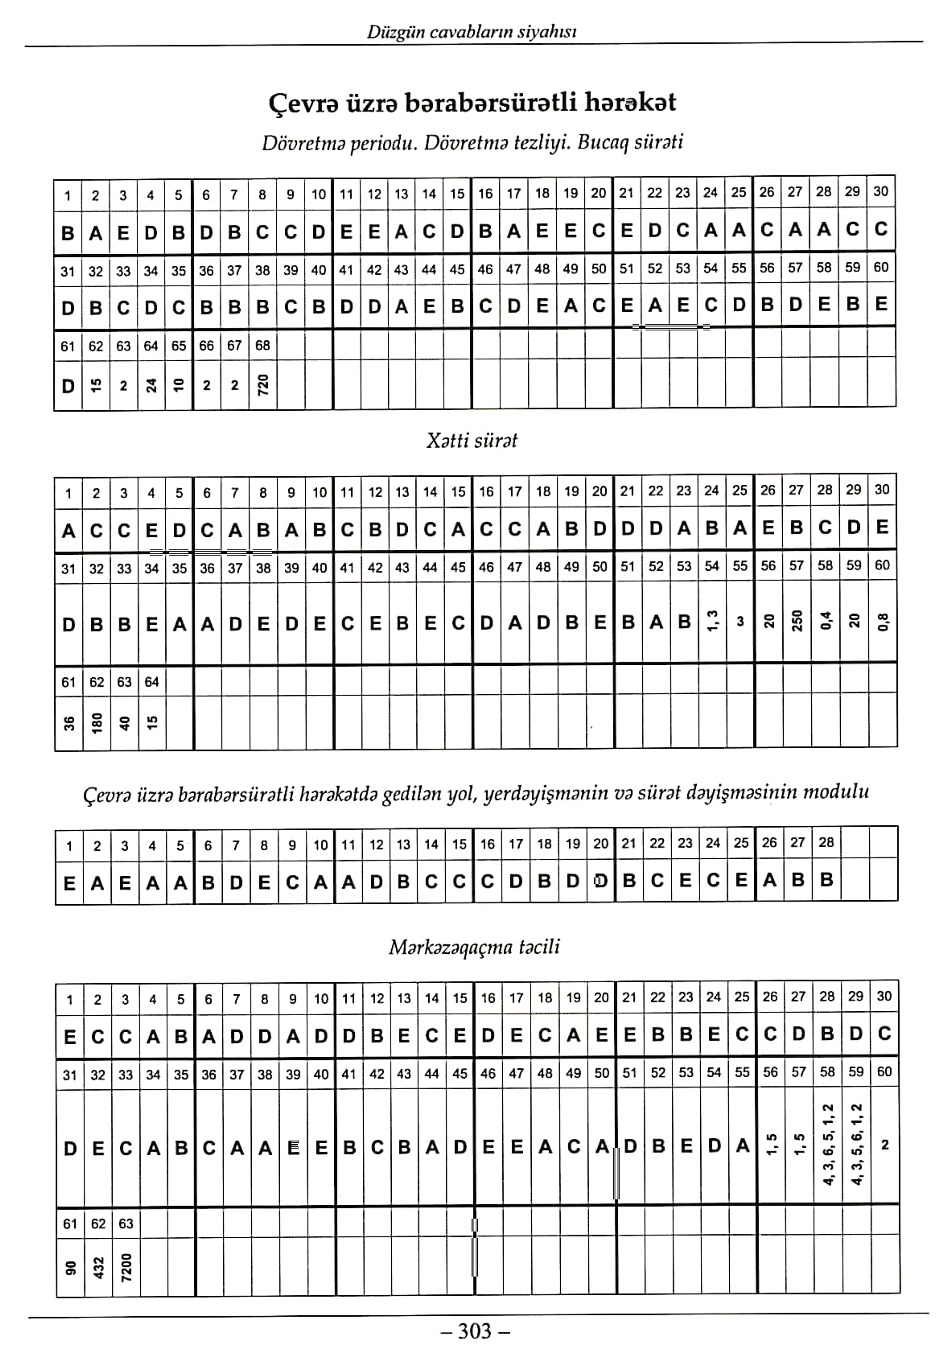 Düzgün cavabların siyahısı
Çevrə üzrə bərabərsürətli hərəkət
Dövretmə periodu. Dövretmə tezliyi. Bucaq sürəti
1 2 3 4 5 6 7 8 9 10 11 12 13 14 15 16 17 18 19 20 21 22 23 24 25 26 27 28 29 30
B A E D B D B C C D E E A C D B A E E C E D C A A C A A C C
31 32 33 34 35 36 37 38 39 40 41 42 43 44 45 46 47 48 49 50 51 52 53 54 55 56 57 58 59 60
D B C D C B B B C B D D A E B C D E A C E A E C D B D E B E
61 62 63 64 65 66 67 68
D 15 2 24 10 2 2 720
Xətti sürət
1 2 3 4 5 6 7 8 9 10 11 12 13 14 15 16 17 18 19 20 21 22 23 24 25 26 27 28 29 30
A C C E D C A B A B C B D C A C C A B D D D A B A E B C D E
31 32 33 34 35 36 37 38 39 40 41 42 43 44 45 46 47 48 49 50 51 52 53 54 55 56 57 58 59 60
D B B E A A D E D E C E B E C D A D B E B A B 1, 3 3 20 250 0,4 20 0,8
61 62 63 64
36 180 40 15
Çevrə üzrə bərabərsürətli hərəkətdə gedilən yol, yerdəyişmənin və sürət dəyişməsinin modulu
1 2 3 4 5 6 7 8 9 10 11 12 13 14 15 16 17 18 19 20 21 22 23 24 25 26 27 28
E A E A A B D E C A A D B C C C D B D D B C E C E A B B
Mərkəzəqaçma təcili
1 2 3 4 5 6 7 8 9 10 11 12 13 14 15 16 17 18 19 20 21 22 23 24 25 26 27 28 29 30
E C C A B A D D A D D B E C E D E C A E E B B E C C D B D C
31 32 33 34 35 36 37 38 39 40 41 42 43 44 45 46 47 48 49 50 51 52 53 54 55 56 57 58 59 60
D E C A B C A A E E B C B A D E E A C A D B E D A 1, 5 1, 5 4, 3, 6, 5, 1, 2 4, 3, 5, 6, 1, 2 2
61 62 63
90 432 7200
– 303 –